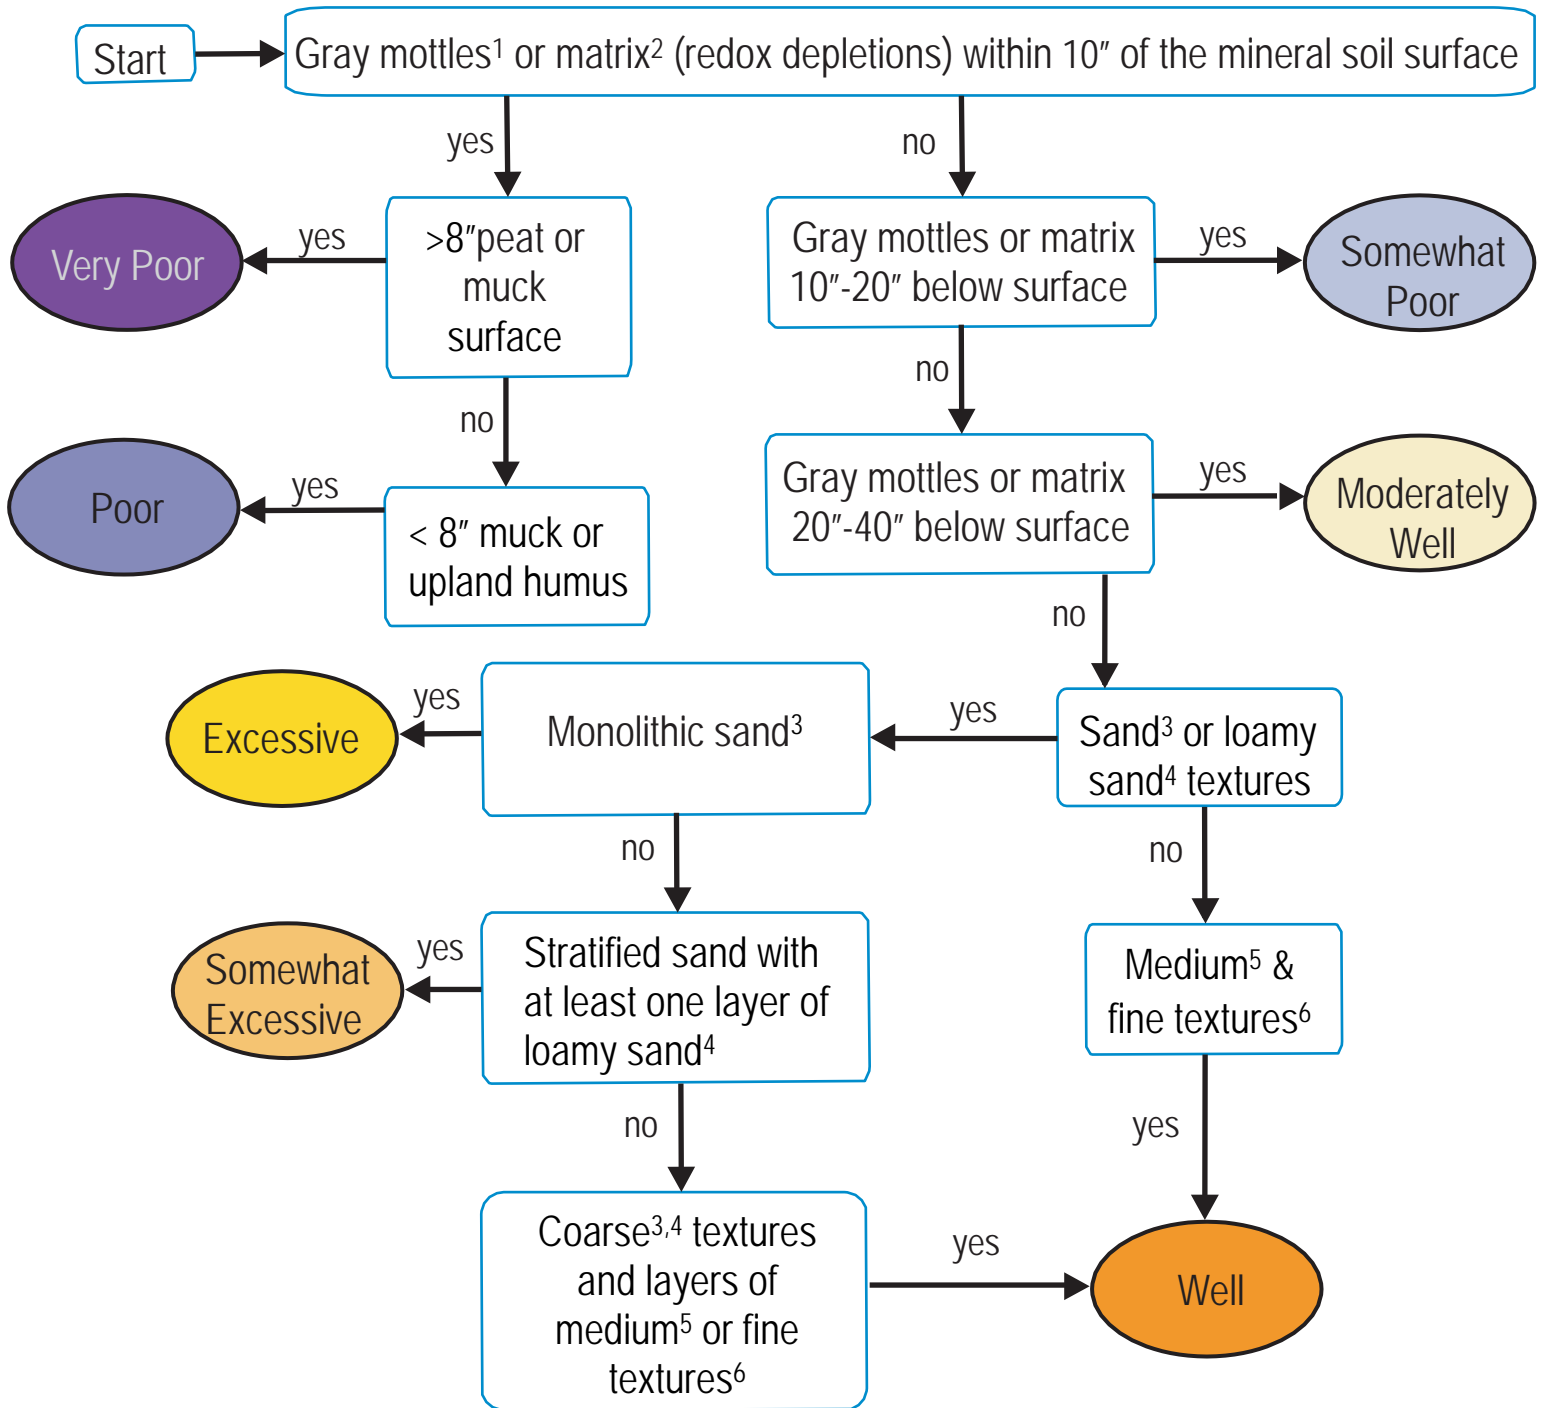 Start
Gray mottles¹ or matrix² (redox depletions) within 10″ of the mineral soil surface
yes
no
Very Poor
yes
>8″peat or
muck
surface
Gray mottles or matrix
10″-20″ below surface
yes
Somewhat
Poor
no
no
Poor
yes
< 8″ muck or
upland humus
Gray mottles or matrix
20″-40″ below surface
yes
Moderately
Well
no
Excessive
yes
Monolithic sand³
yes
Sand³ or loamy
sand⁴ textures
no
no
Somewhat
Excessive
yes
Stratified sand with
at least one layer of
loamy sand⁴
Medium⁵ &
fine textures⁶
no
yes
Coarse³,⁴ textures
and layers of
medium⁵ or fine
textures⁶
yes
Well